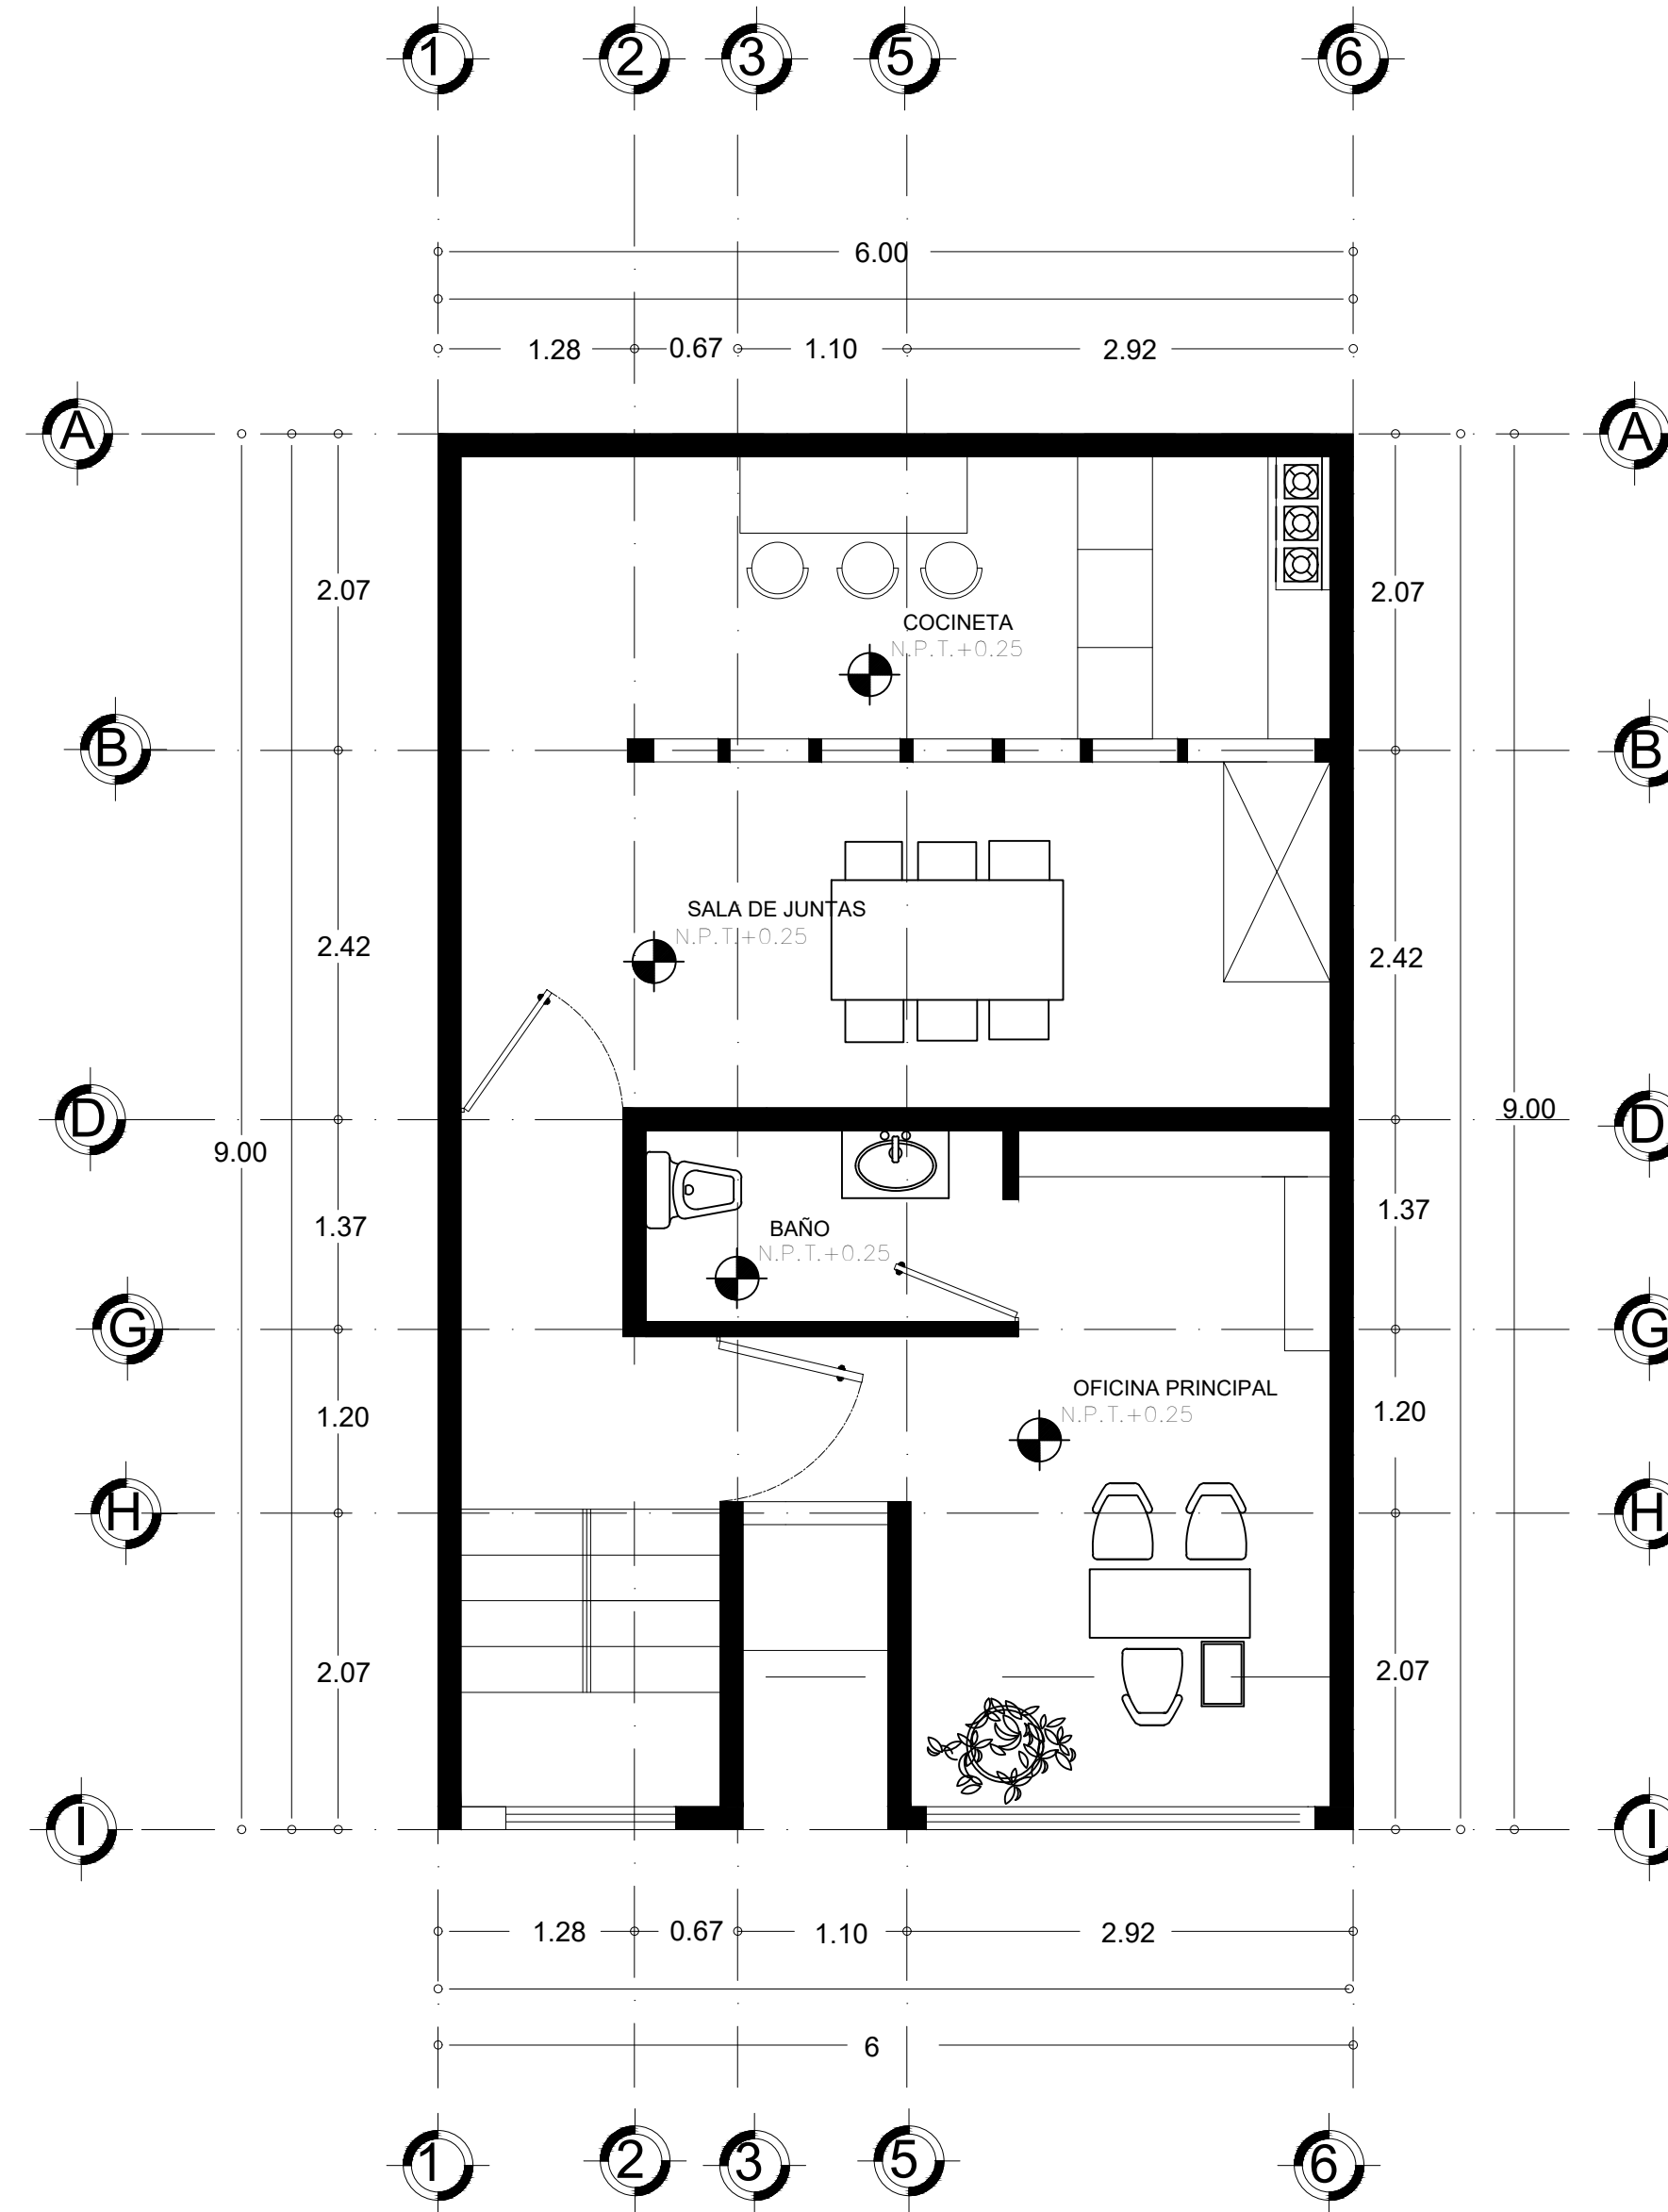 1 2 3 5 6
6.00
1.28 0.67 1.10 2.92
A A
2.07 2.07
COCINETA
N.P.T.+0.25
B B
SALA DE JUNTAS
N.P.T.+0.25
2.42 2.42
D D
9.00 9.00
1.37 1.37
BAÑO
N.P.T.+0.25
G G
OFICINA PRINCIPAL
N.P.T.+0.25
1.20 1.20
H H
2.07 2.07
I I
1.28 0.67 1.10 2.92
6
1 2 3 5 6